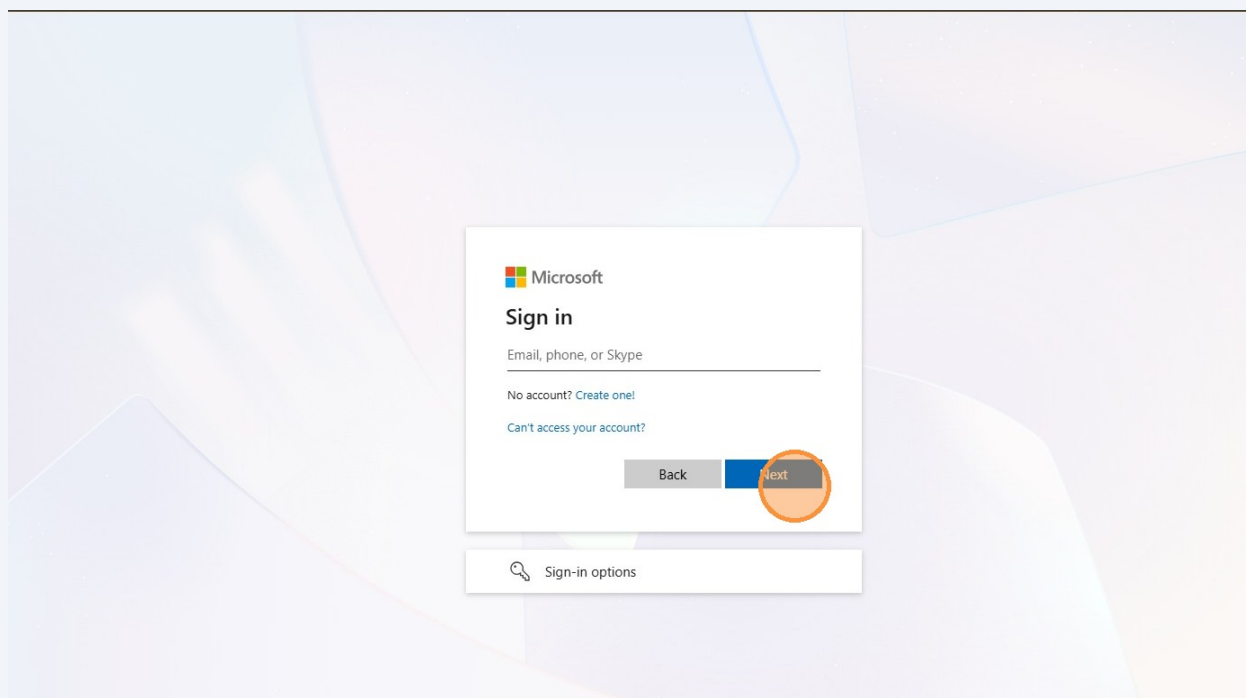 Microsoft
Sign in
Email, phone, or Skype
No account? Create one!
Can't access your account?
Back Next
Sign-in options